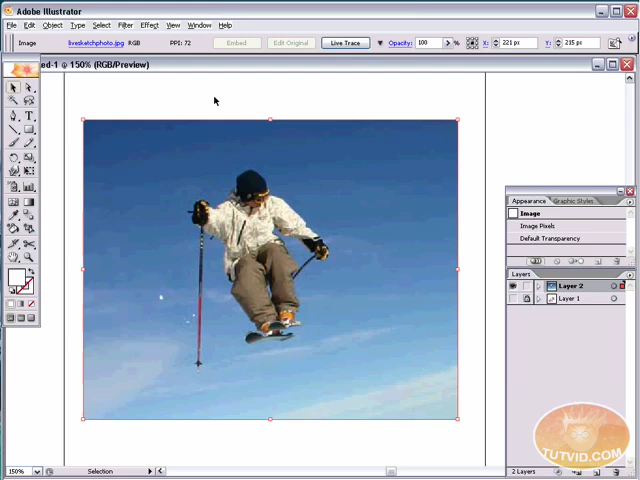 Adobe Illustrator
File Edit Object Type Select Filter Effect View Window Help
Image livesketchphoto.jpg RGB PPI: 72 Embed Edit Original Live Trace Opacity: 100 % X: 221 px Y: 215 px
ed-1 @ 150% (RGB/Preview)
Appearance Graphic Styles
Image
Image Pixels
Default Transparency
Layers
Layer 2
Layer 1
2 Layers
TUTVID.COM
150% Selection